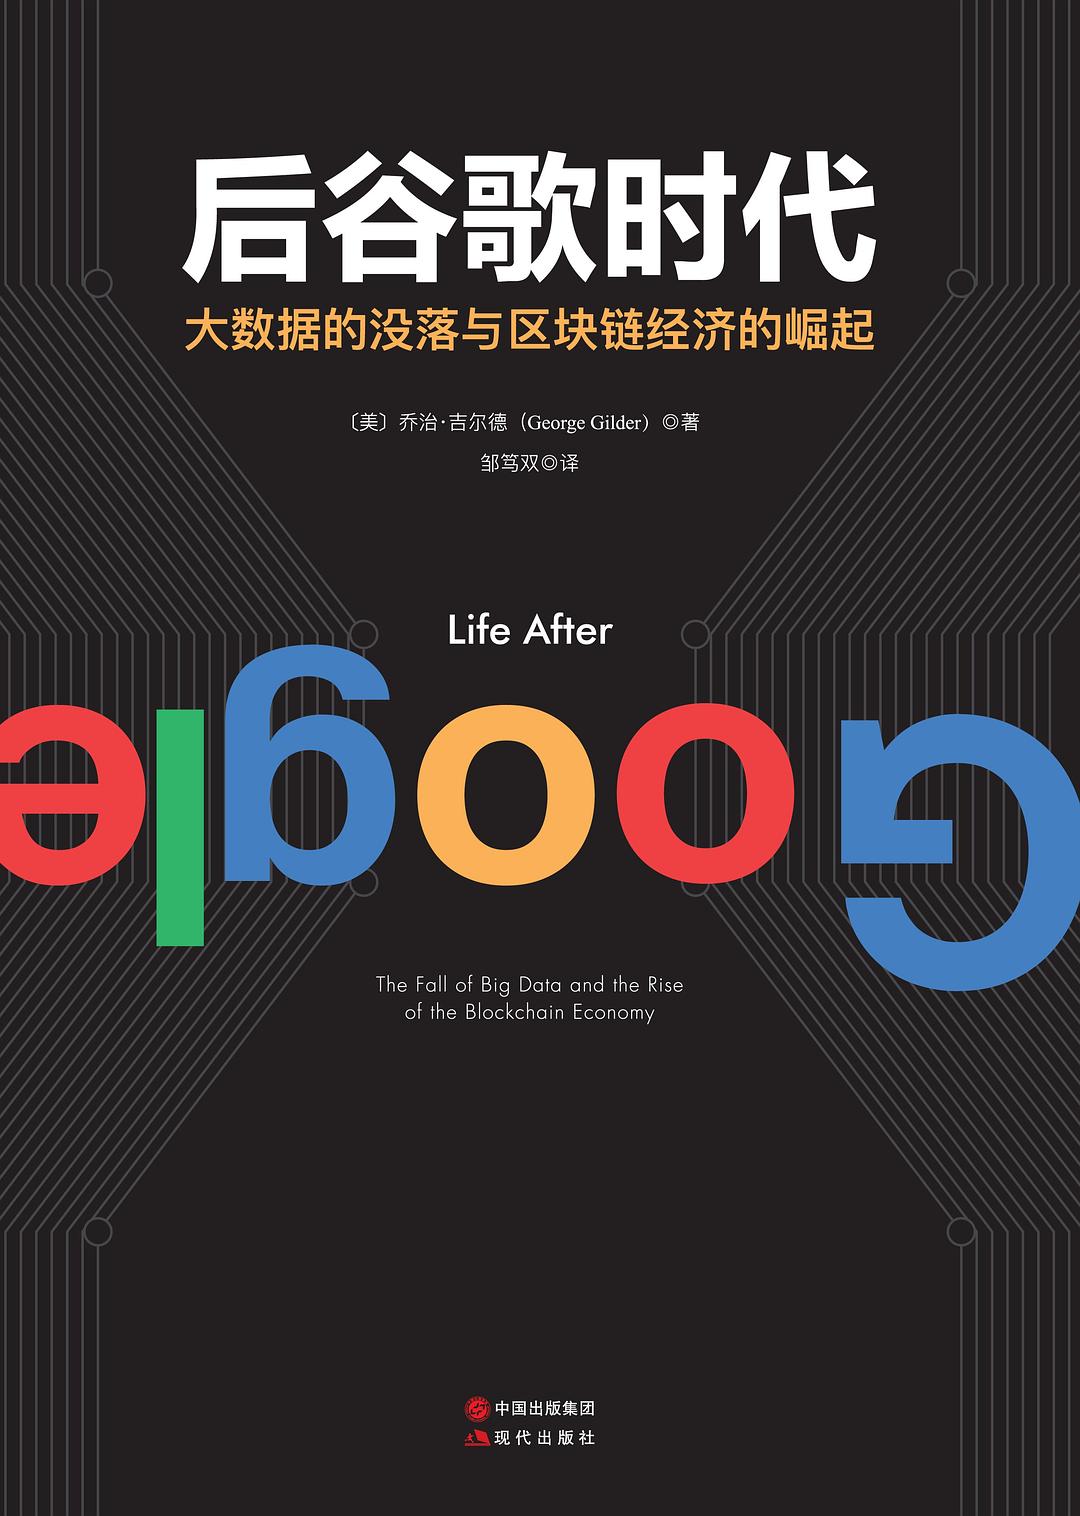 后谷歌时代
大数据的没落与区块链经济的崛起
〔美〕乔治·吉尔德（George Gilder）◎著
邹笃双◎译
Life After
Google
The Fall of Big Data and the Rise
of the Blockchain Economy
中国出版集团
现代出版社